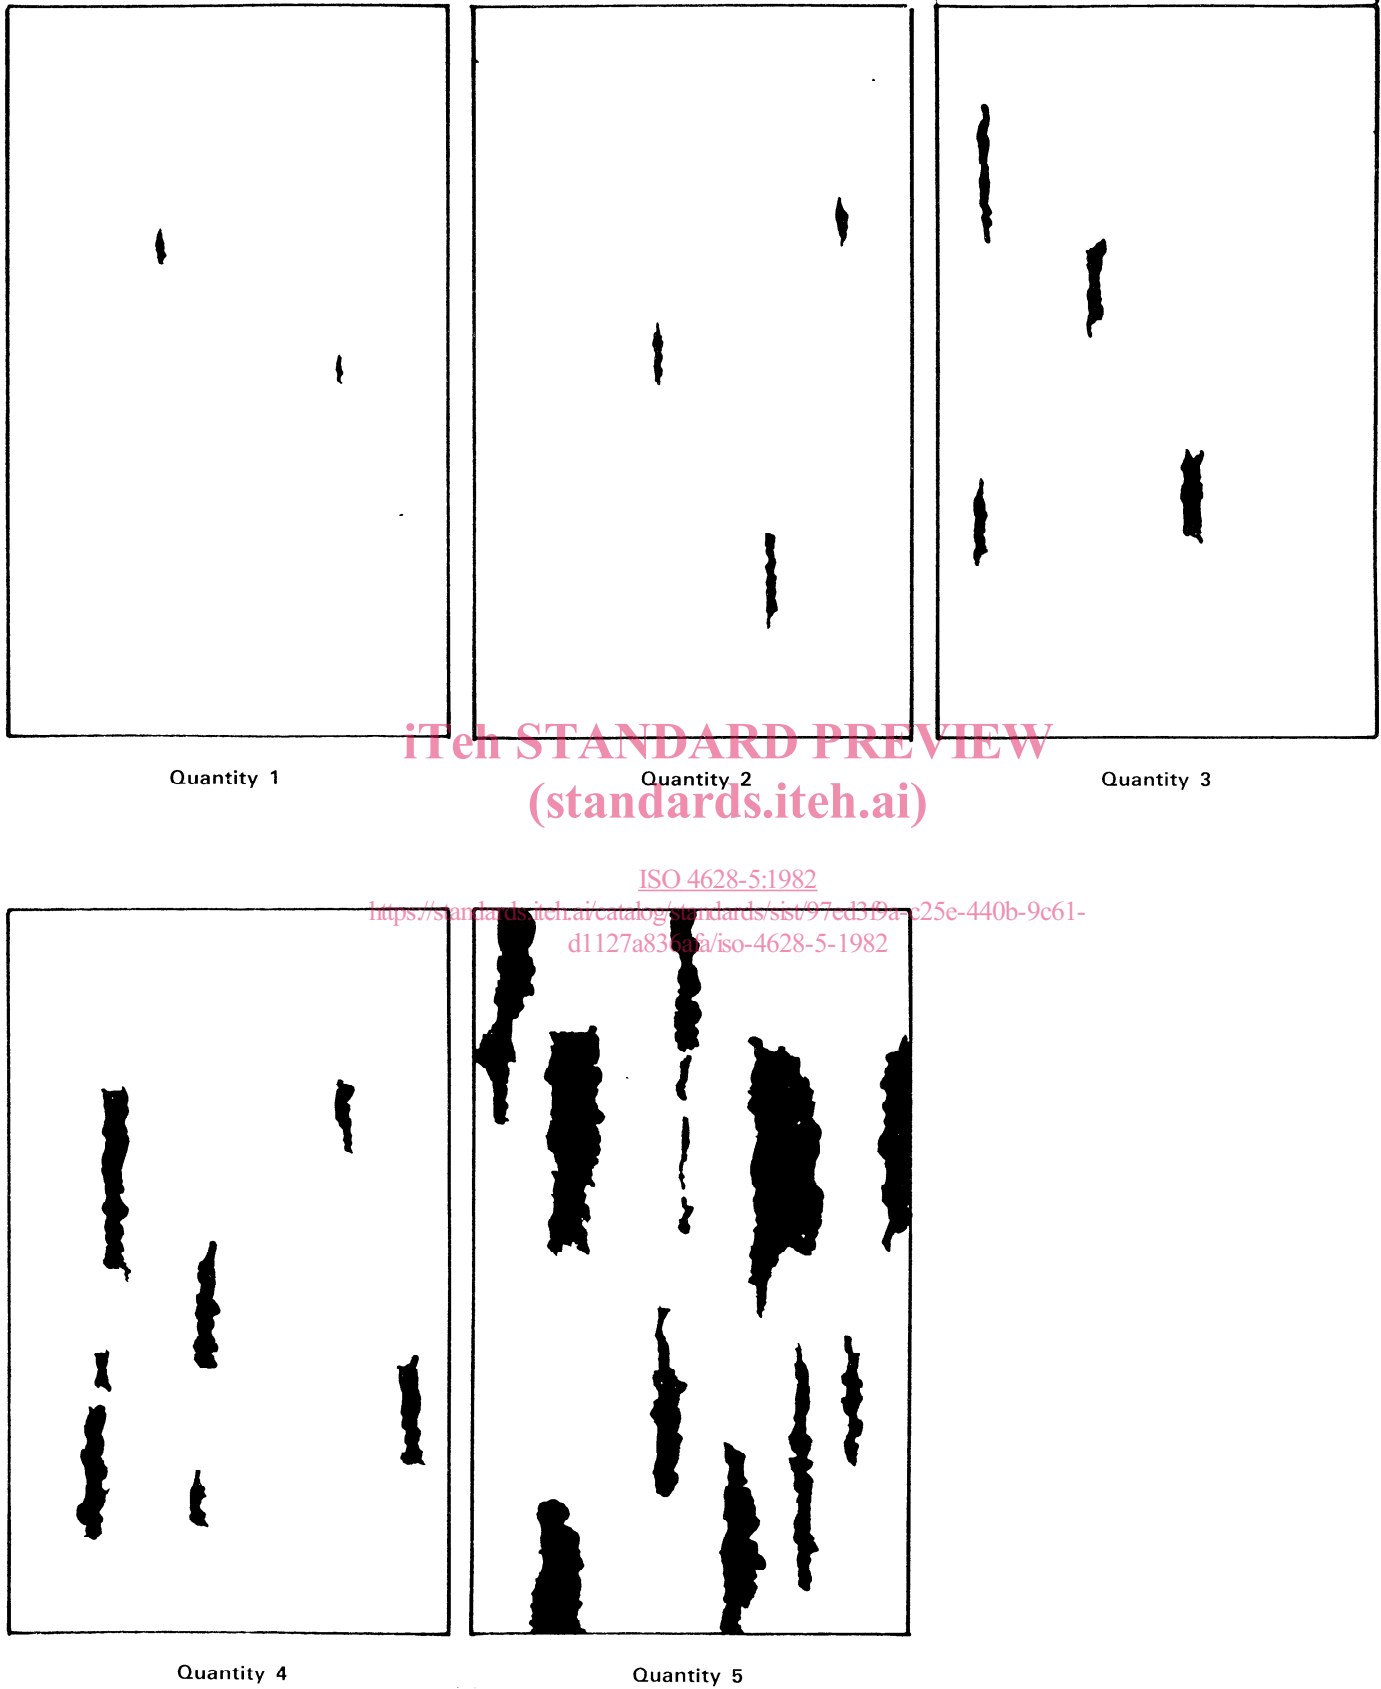 iTeh STANDARD PREVIEW
Quantity 1
Quantity 2
Quantity 3
(standards.iteh.ai)
ISO 4628-5:1982
https://standards.iteh.ai/catalog/standards/sist/97ed3f9a-c25e-440b-9c61-
d1127a836afa/iso-4628-5-1982
Quantity 4
Quantity 5